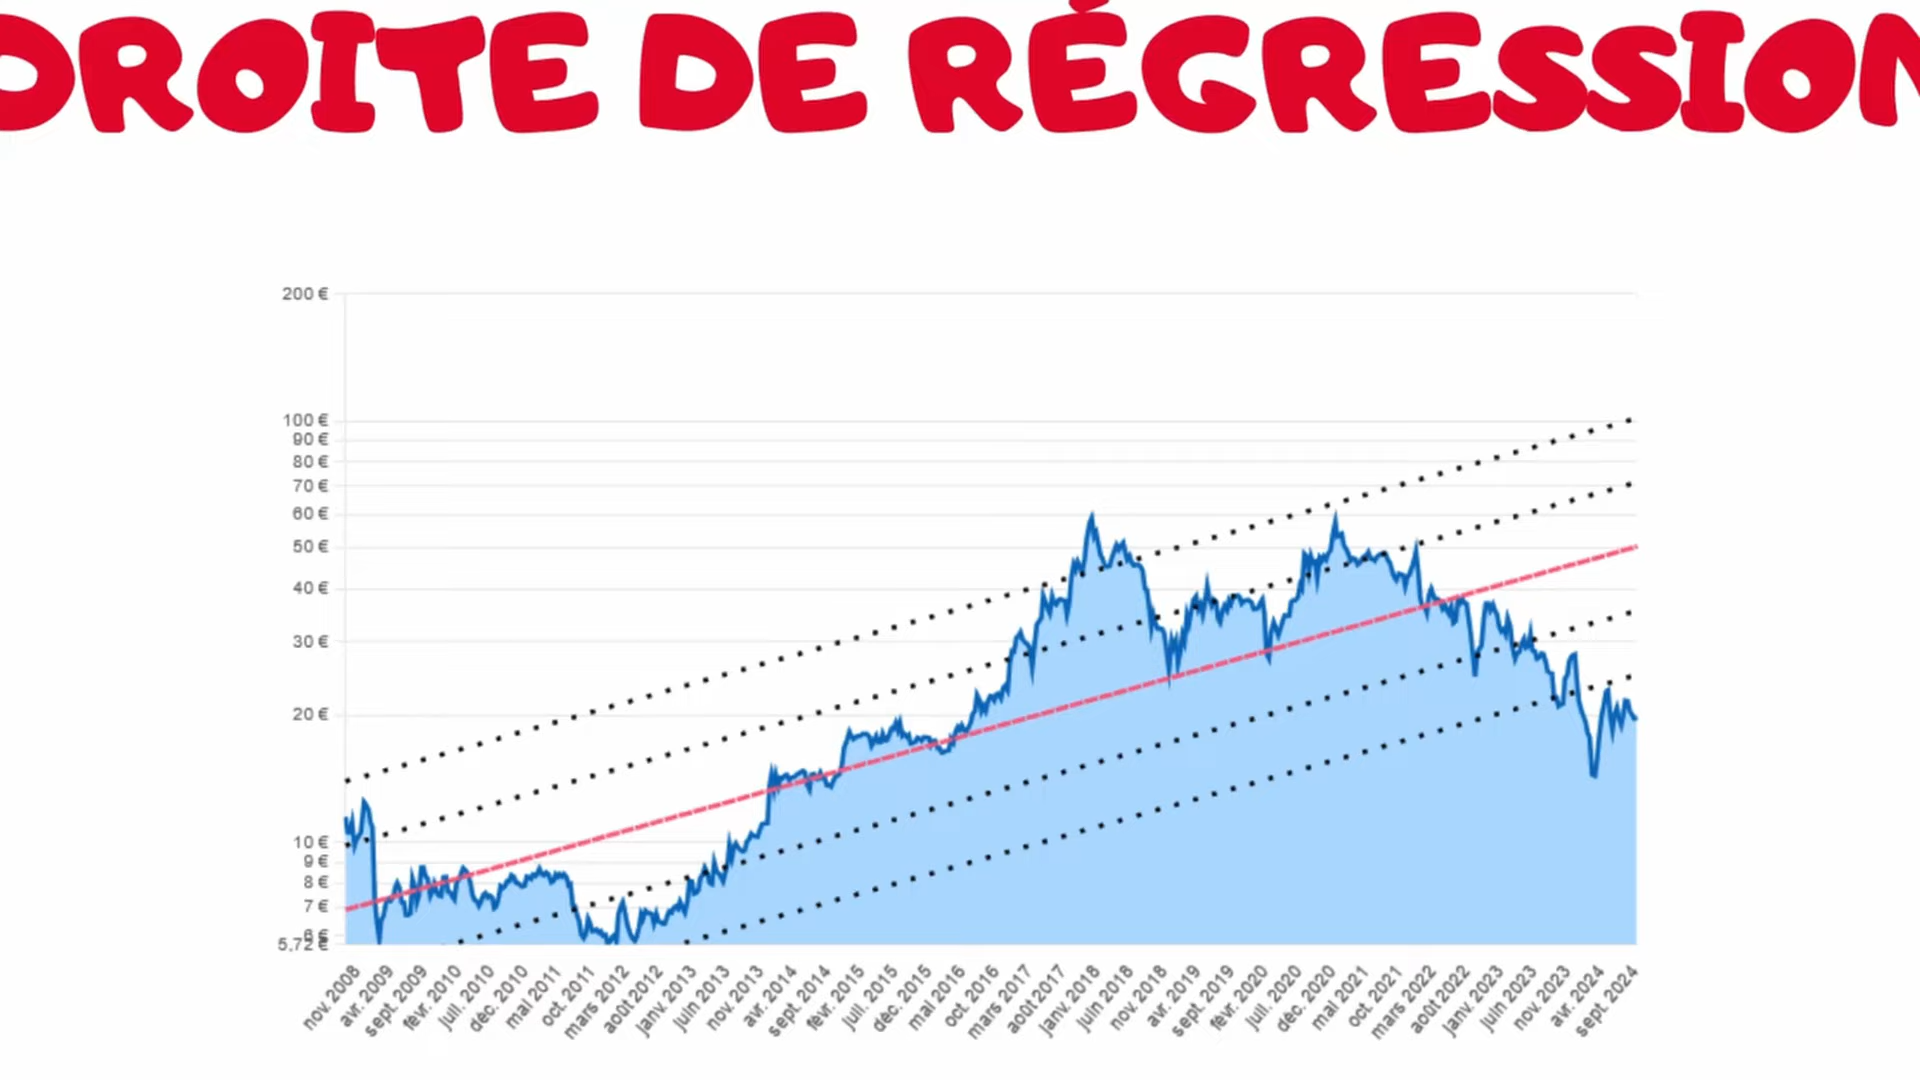 DROITE DE RÉGRESSION
200 €
100 €
90 €
80 €
70 €
60 €
50 €
40 €
30 €
20 €
10 €
9 €
8 €
7 €
6 €
5,72 €
nov. 2008
avr. 2009
sept. 2009
févr. 2010
juil. 2010
déc. 2010
mai 2011
oct. 2011
mars 2012
août 2012
janv. 2013
juin 2013
nov. 2013
avr. 2014
sept. 2014
févr. 2015
juil. 2015
déc. 2015
mai 2016
oct. 2016
mars 2017
août 2017
janv. 2018
juin 2018
nov. 2018
avr. 2019
sept. 2019
févr. 2020
juil. 2020
déc. 2020
mai 2021
oct. 2021
mars 2022
août 2022
janv. 2023
juin 2023
nov. 2023
avr. 2024
sept. 2024